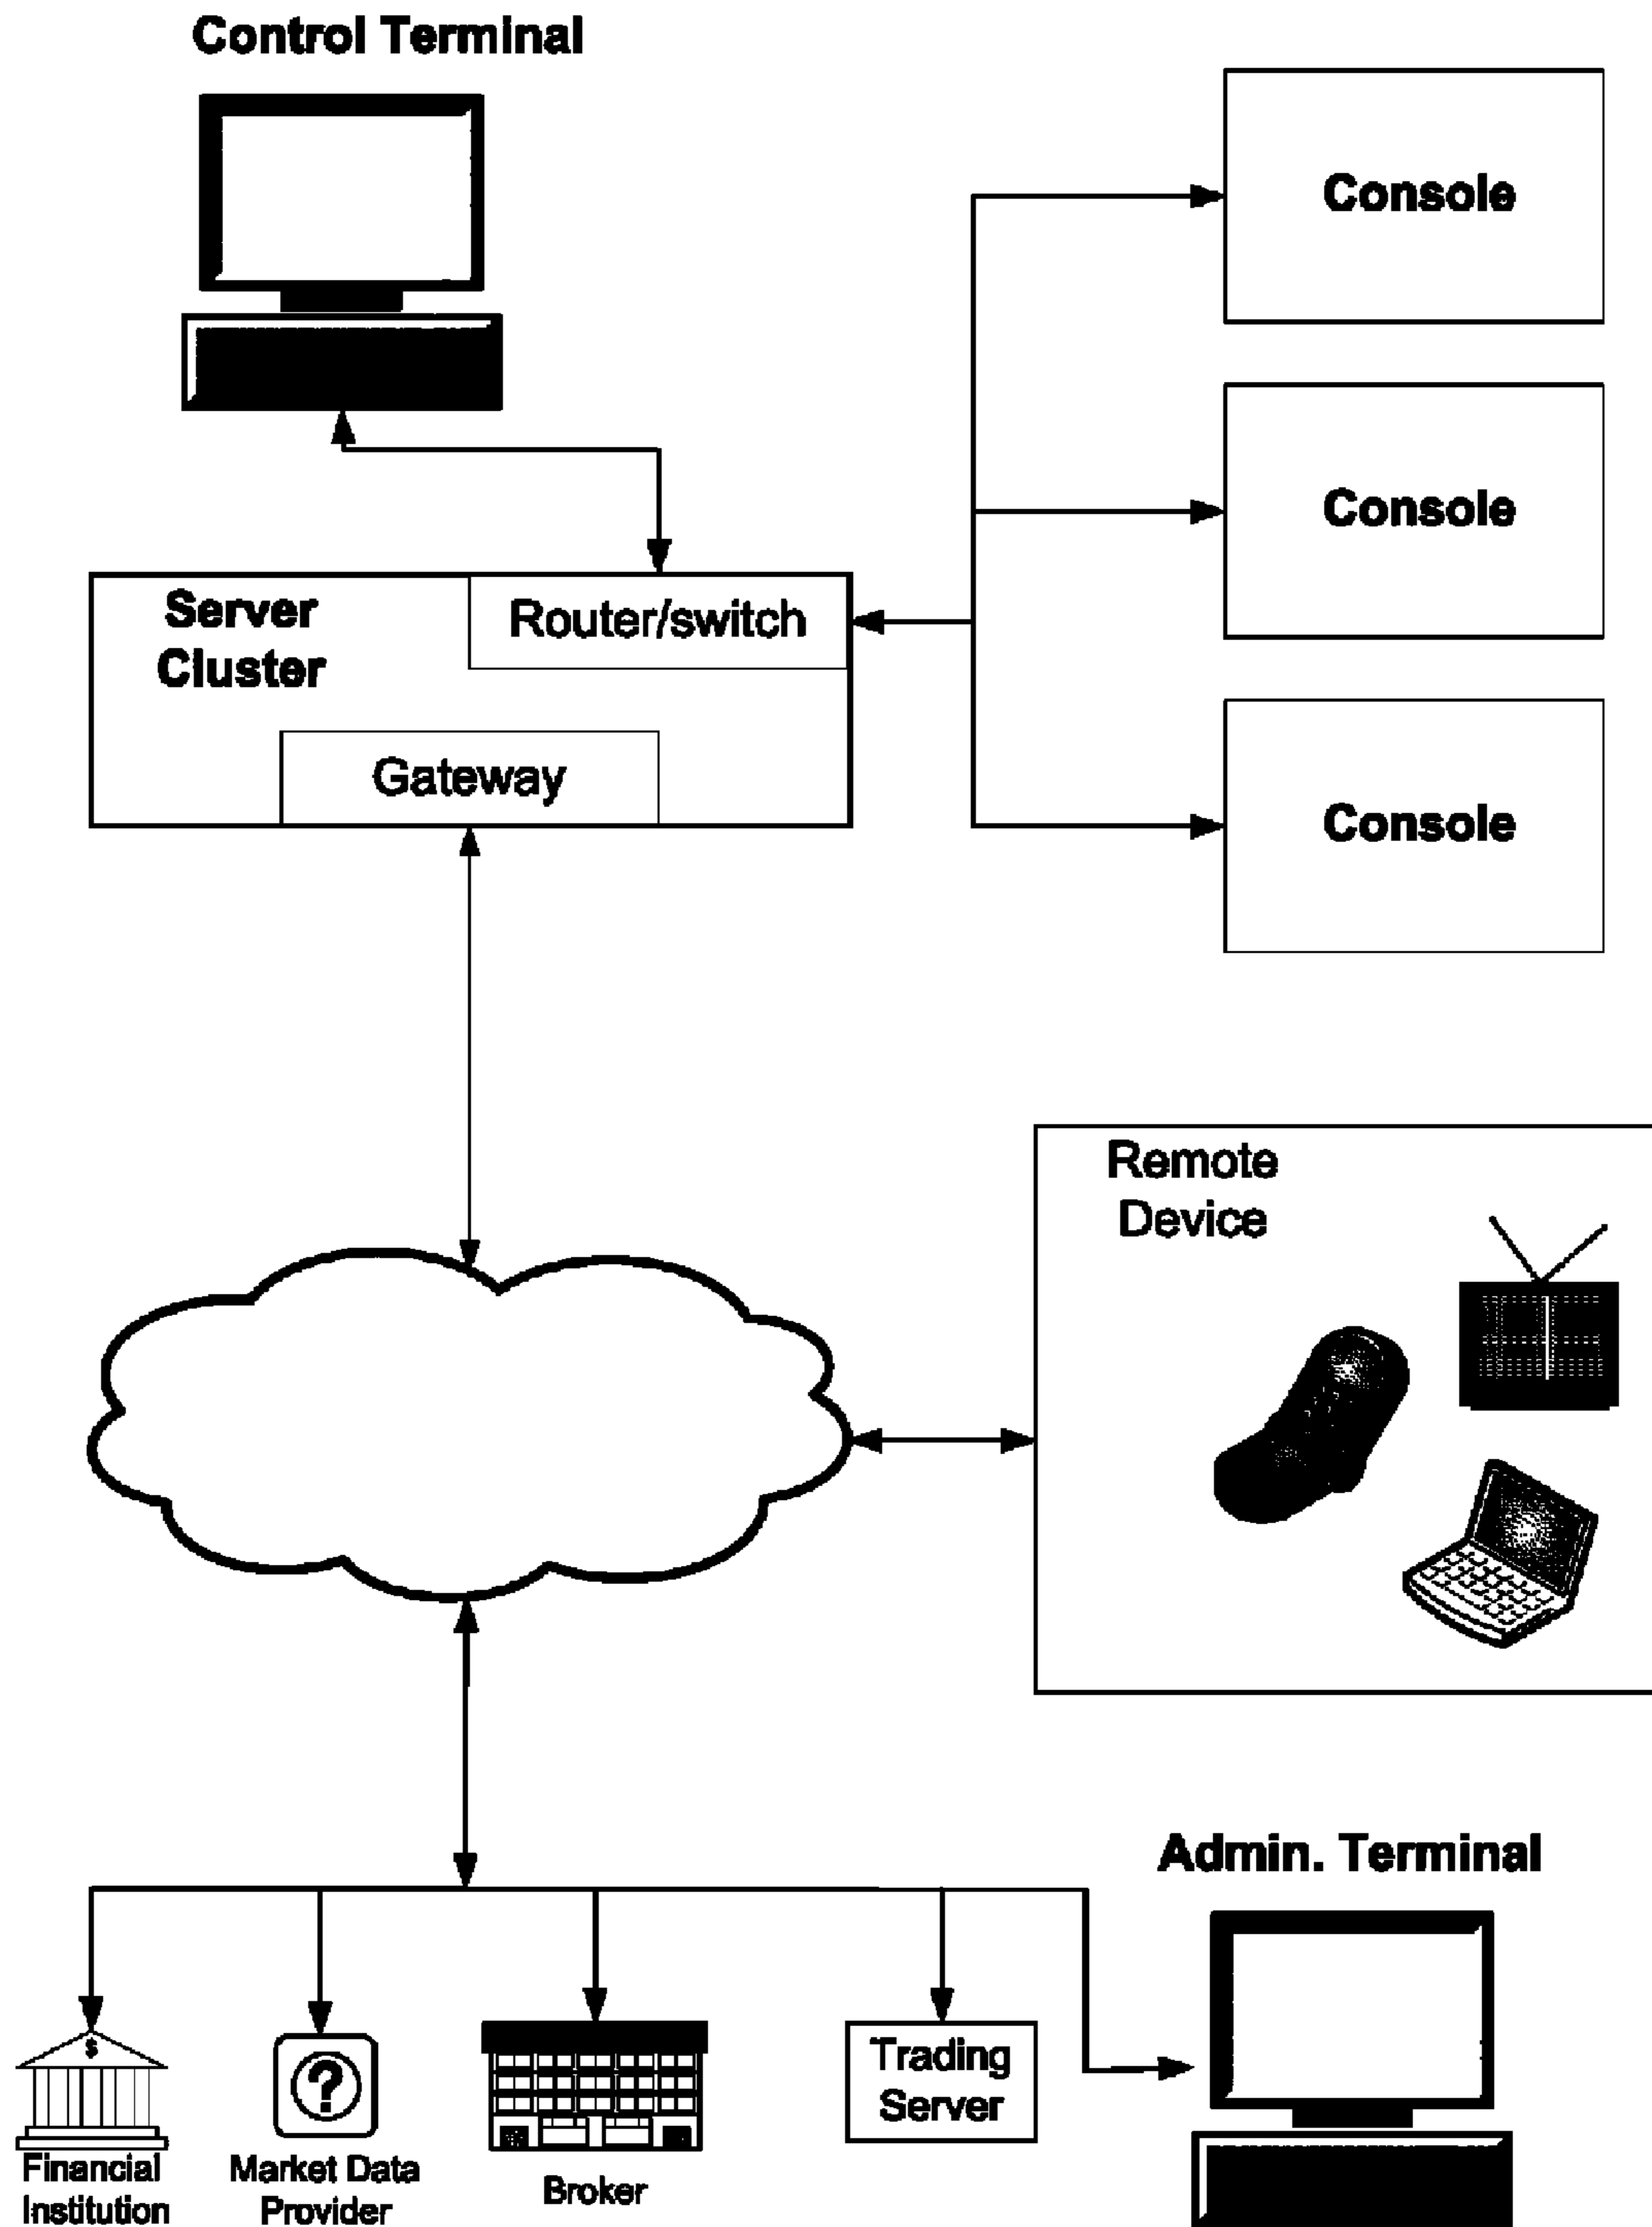 Control Terminal
Console
Console
Server
Cluster
Router/switch
Gateway
Console
Remote
Device
Admin. Terminal
$
?
Trading
Server
Financial
Institution
Market Data
Provider
Broker